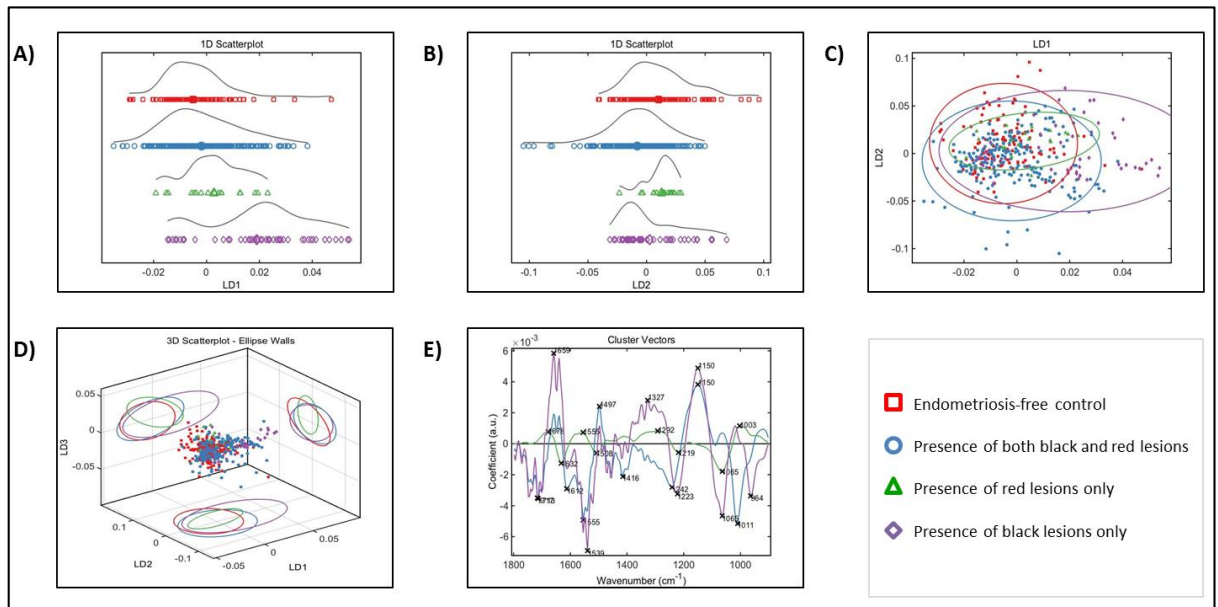 A)
1D Scatterplot
-0.02 0 0.02 0.04
LD1
B)
1D Scatterplot
-0.1 -0.05 0 0.05 0.1
LD2
C)
LD1
0.1
0.05
0
-0.05
-0.1
LD2
-0.02 0 0.02 0.04
D)
3D Scatterplot - Ellipse Walls
0.05
0
-0.05
LD3
0.1
0
-0.1
LD2
-0.05
0
0.05
LD1
E)
Cluster Vectors
×10⁻³
6
4
2
0
-2
-4
-6
Coefficient (a.u.)
1659
1497
1327
1150
1150
1555
1292
1003
1508
1219
1632
1416
1065
1612
1242
1223
964
1555
1065
1011
1539
1800 1600 1400 1200 1000
Wavenumber (cm⁻¹)
Endometriosis-free control
Presence of both black and red lesions
Presence of red lesions only
Presence of black lesions only